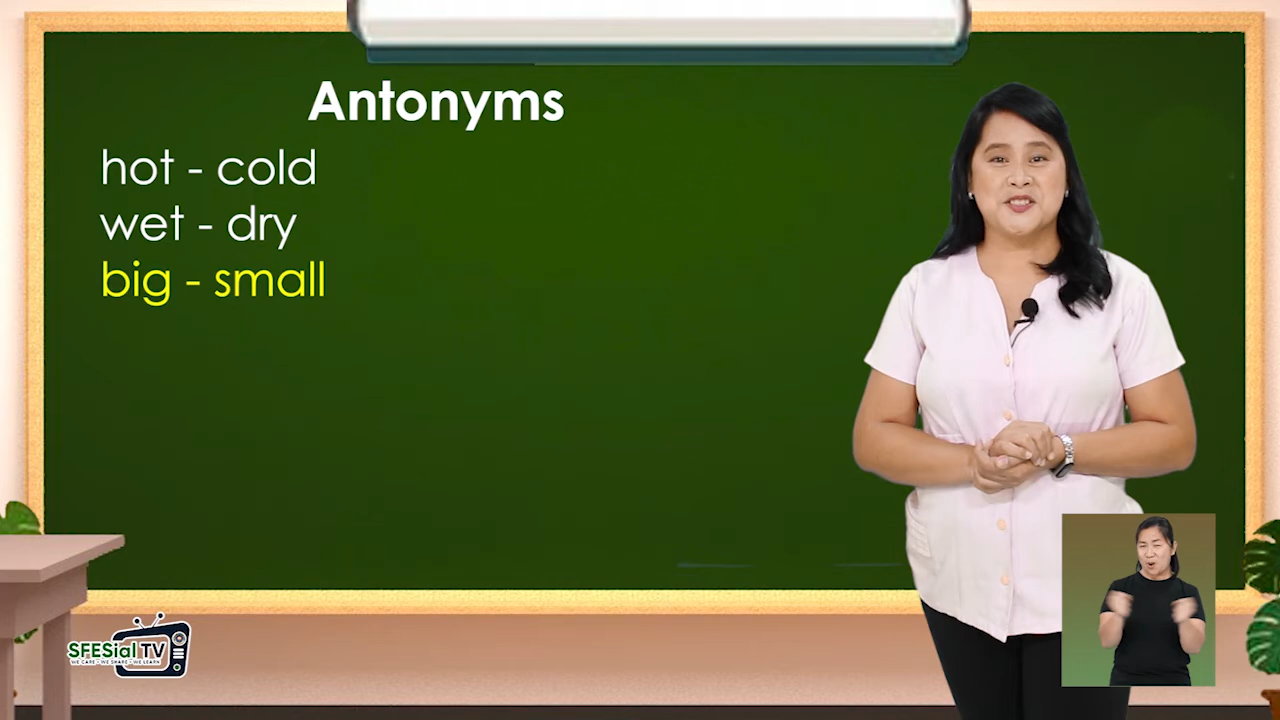 Antonyms
hot - cold
wet - dry
big - small
SFESial TV
WE CARE • WE SHARE • WE LEARN